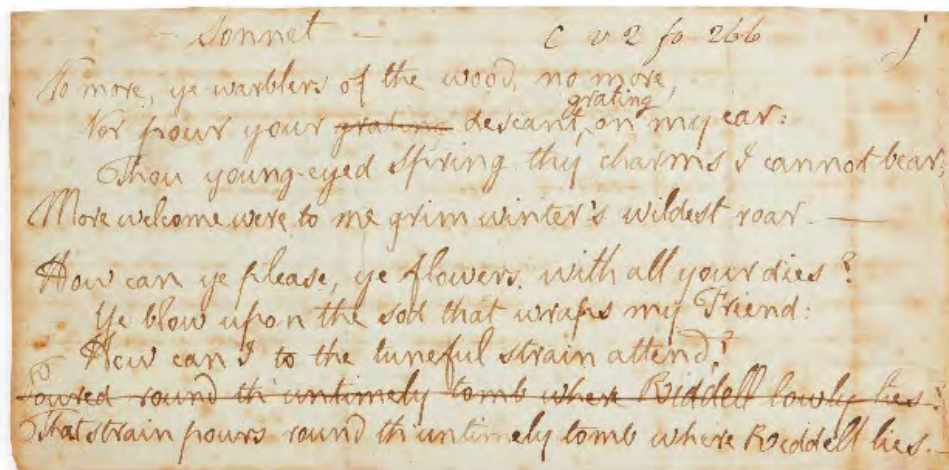 - Sonnet -
C v 2 fo 266
No more, ye warblers of the wood, no more,
Nor pour your grating descant, grating on my ear:
Thou young-eyed Spring thy charms I cannot bear;
More welcome were to me grim winter's wildest roar —
How can ye please, ye flowers, with all your dies?
Ye blow upon the sod that wraps my Friend:
How can I to the tuneful strain attend?
Poured round th' untimely tomb where Riddell lowly lies.
That strain pours round th' untimely tomb where Riddell lies.